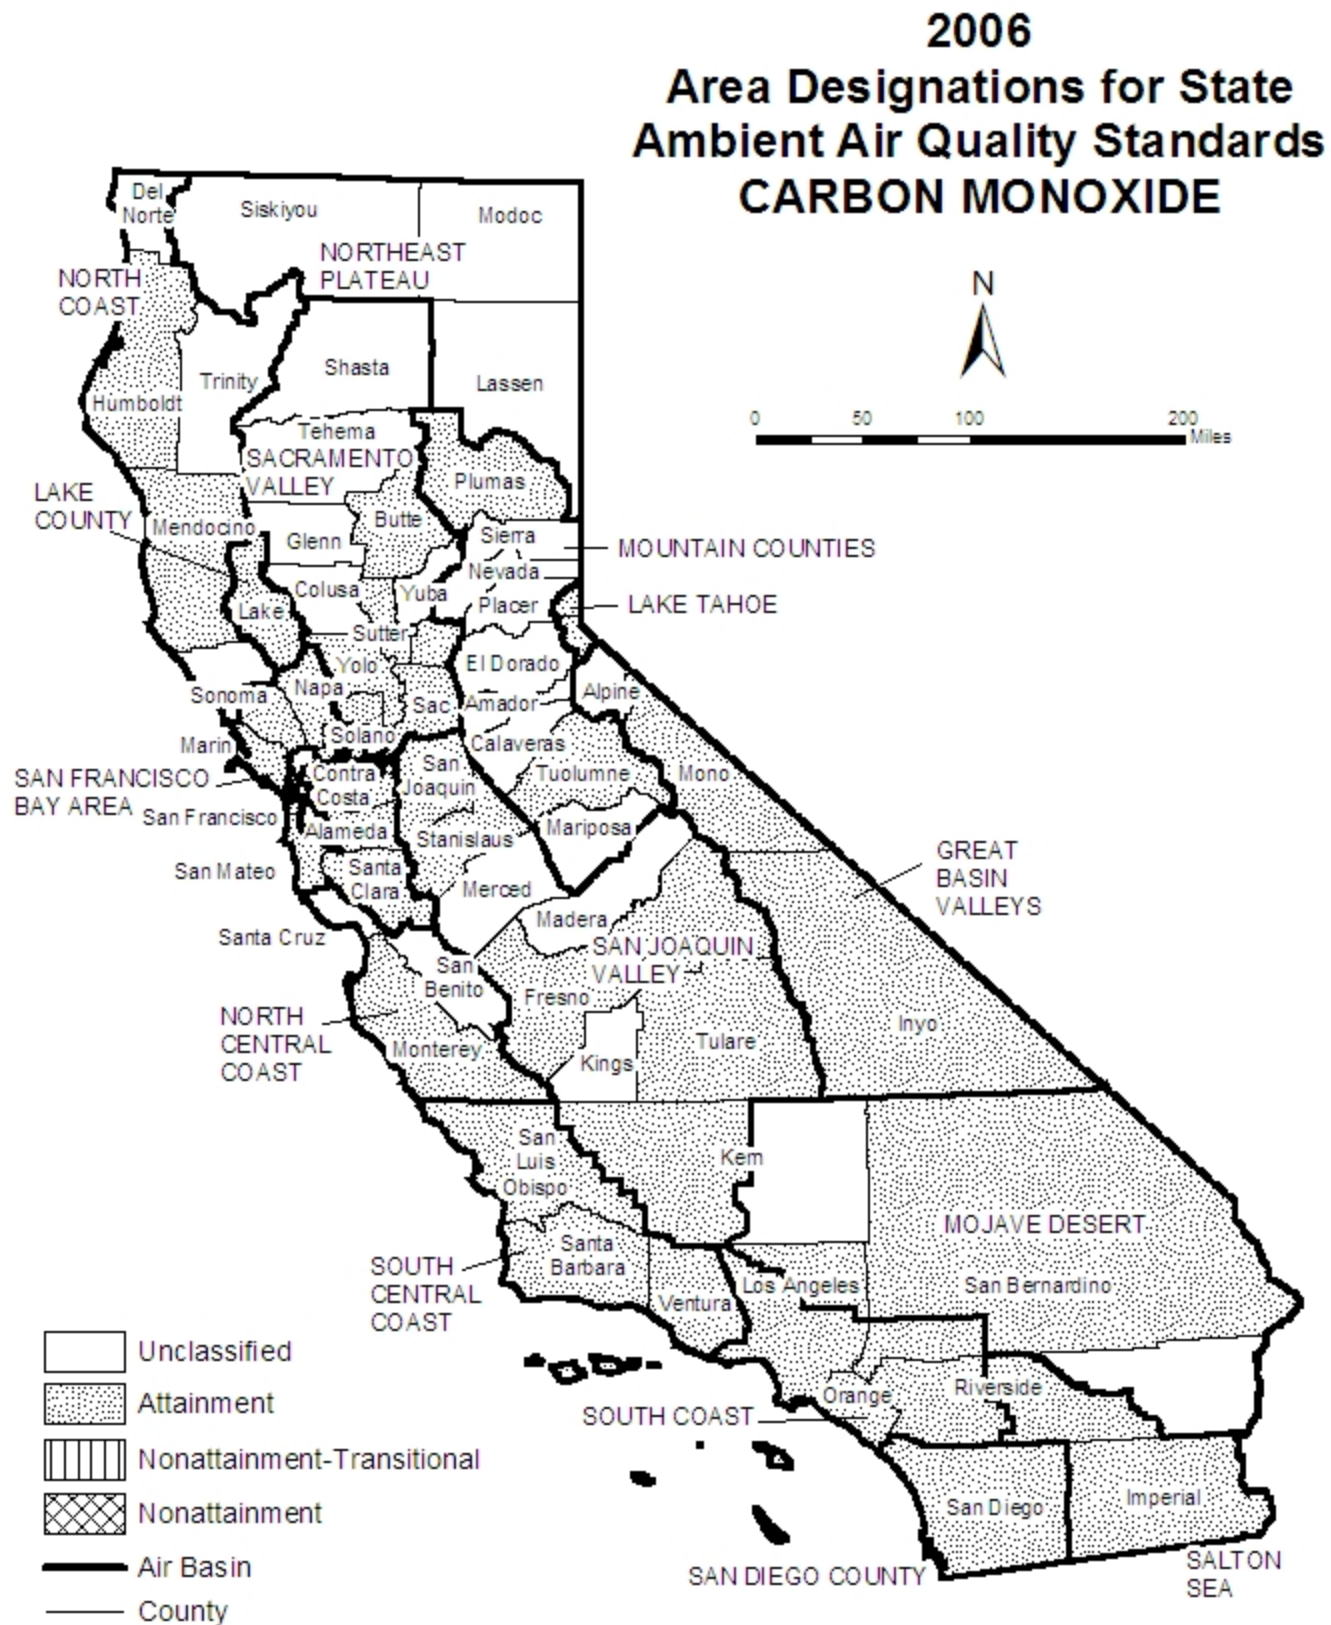 2006
Area Designations for State
Ambient Air Quality Standards
CARBON MONOXIDE
Del
Norte
Siskiyou
Modoc
NORTHEAST
PLATEAU
NORTH
COAST
N
Shasta
Trinity
Lassen
Humboldt
0 50 100 200
Miles
Tehema
SACRAMENTO
VALLEY
Plumas
LAKE
COUNTY
Mendocino
Butte
Glenn
Sierra
MOUNTAIN COUNTIES
Nevada
Colusa
Yuba
Placer
LAKE TAHOE
Lake
Sutter
Yolo
El Dorado
Napa
Sonoma
Sac
Amador
Alpine
Marin
Solano
Calaveras
SAN FRANCISCO
BAY AREA
Contra
Costa
San
Joaquin
Tuolumne
Mono
San Francisco
Alameda
Stanislaus
Mariposa
San Mateo
Santa
Clara
Merced
GREAT
BASIN
VALLEYS
Madera
Santa Cruz
SAN JOAQUIN
VALLEY
San
Benito
Fresno
NORTH
CENTRAL
COAST
Monterey
Kings
Tulare
Inyo
San
Luis
Obispo
Kern
MOJAVE DESERT
SOUTH
CENTRAL
COAST
Santa
Barbara
Ventura
Los Angeles
San Bernardino
Orange
Riverside
SOUTH COAST
San Diego
Imperial
SAN DIEGO COUNTY
SALTON
SEA
Unclassified
Attainment
Nonattainment-Transitional
Nonattainment
Air Basin
County